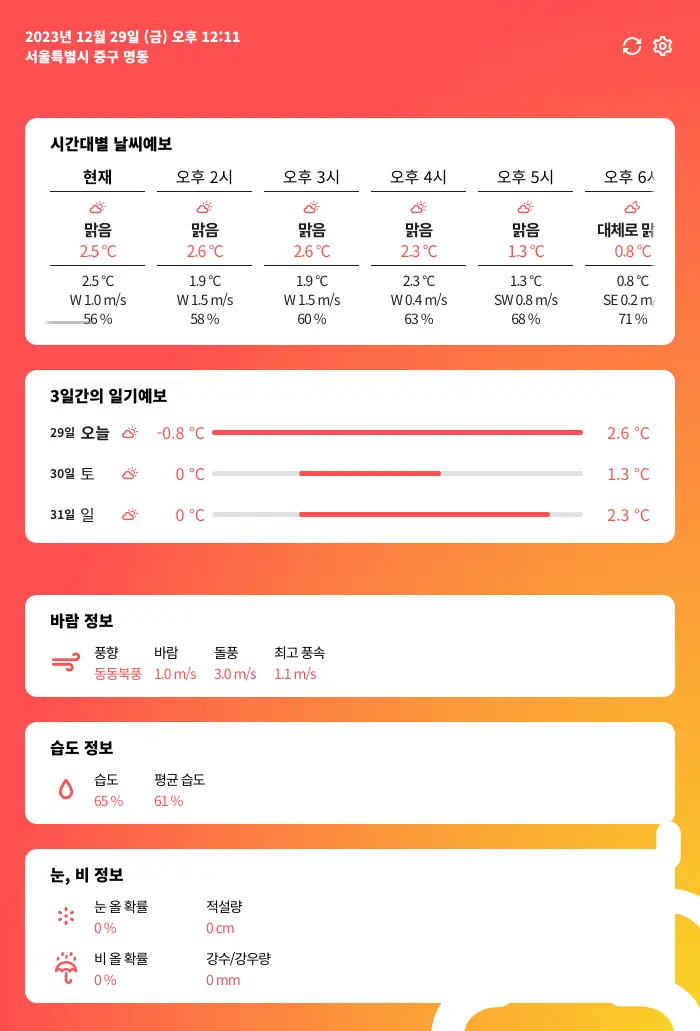 2023년 12월 29일 (금) 오후 12:11
서울특별시 중구 명동
시간대별 날씨예보
현재 오후 2시 오후 3시 오후 4시 오후 5시 오후 6시
맑음 맑음 맑음 맑음 맑음 대체로 맑
2.5 °C 2.6 °C 2.6 °C 2.3 °C 1.3 °C 0.8 °C
2.5 °C 1.9 °C 1.9 °C 2.3 °C 1.3 °C 0.8 °C
W 1.0 m/s W 1.5 m/s W 1.5 m/s W 0.4 m/s SW 0.8 m/s SE 0.2 m/
56 % 58 % 60 % 63 % 68 % 71 %
3일간의 일기예보
29일 오늘 -0.8 °C 2.6 °C
30일 토 0 °C 1.3 °C
31일 일 0 °C 2.3 °C
바람 정보
풍향 바람 돌풍 최고 풍속
동동북풍 1.0 m/s 3.0 m/s 1.1 m/s
습도 정보
습도 평균 습도
65 % 61 %
눈, 비 정보
눈 올 확률 적설량
0 % 0 cm
비 올 확률 강수/강우량
0 % 0 mm